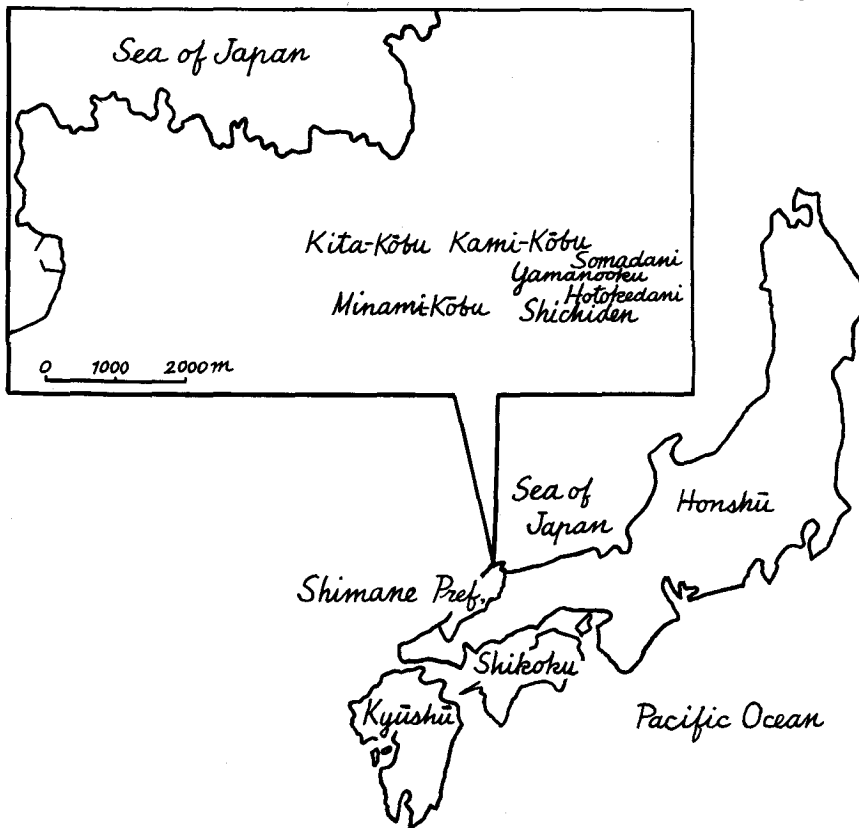 Sea of Japan
Kita-Kōbu Kami-Kōbu
Somadani
Yamanooku
Hotokedani
Minami-Kōbu Shichiden
0 1000 2000 m
Sea of
Japan
Honshū
Shimane Pref.
Shikoku
Kyūshū
Pacific Ocean